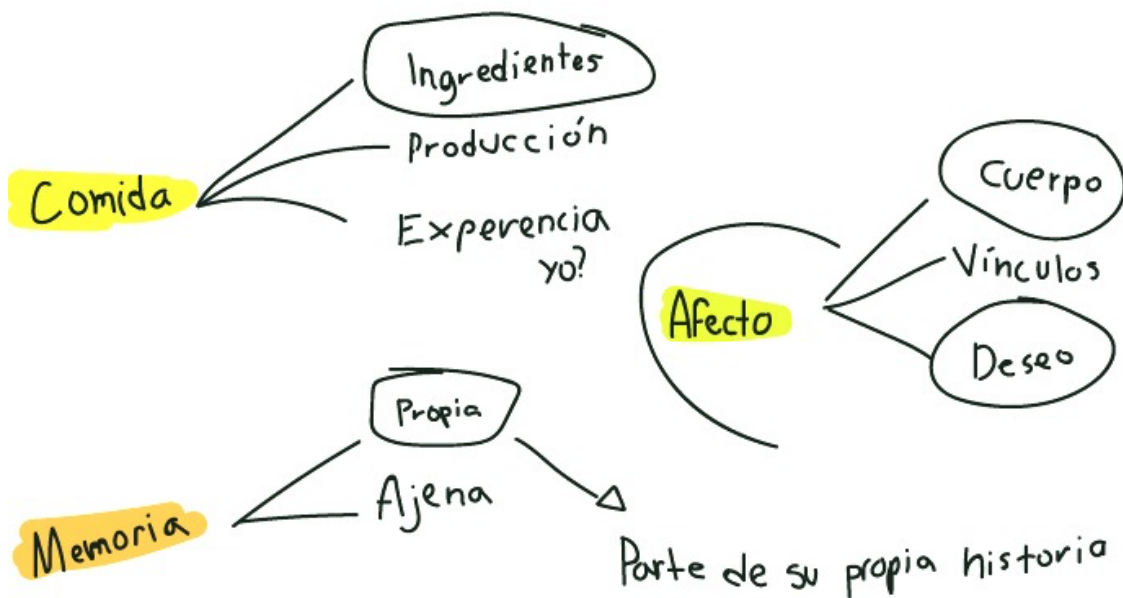 Ingredientes
Producción
Comida
Experencia
yo?
Cuerpo
Vínculos
Afecto
Deseo
Propia
Ajena
Memoria
Parte de su propia historia